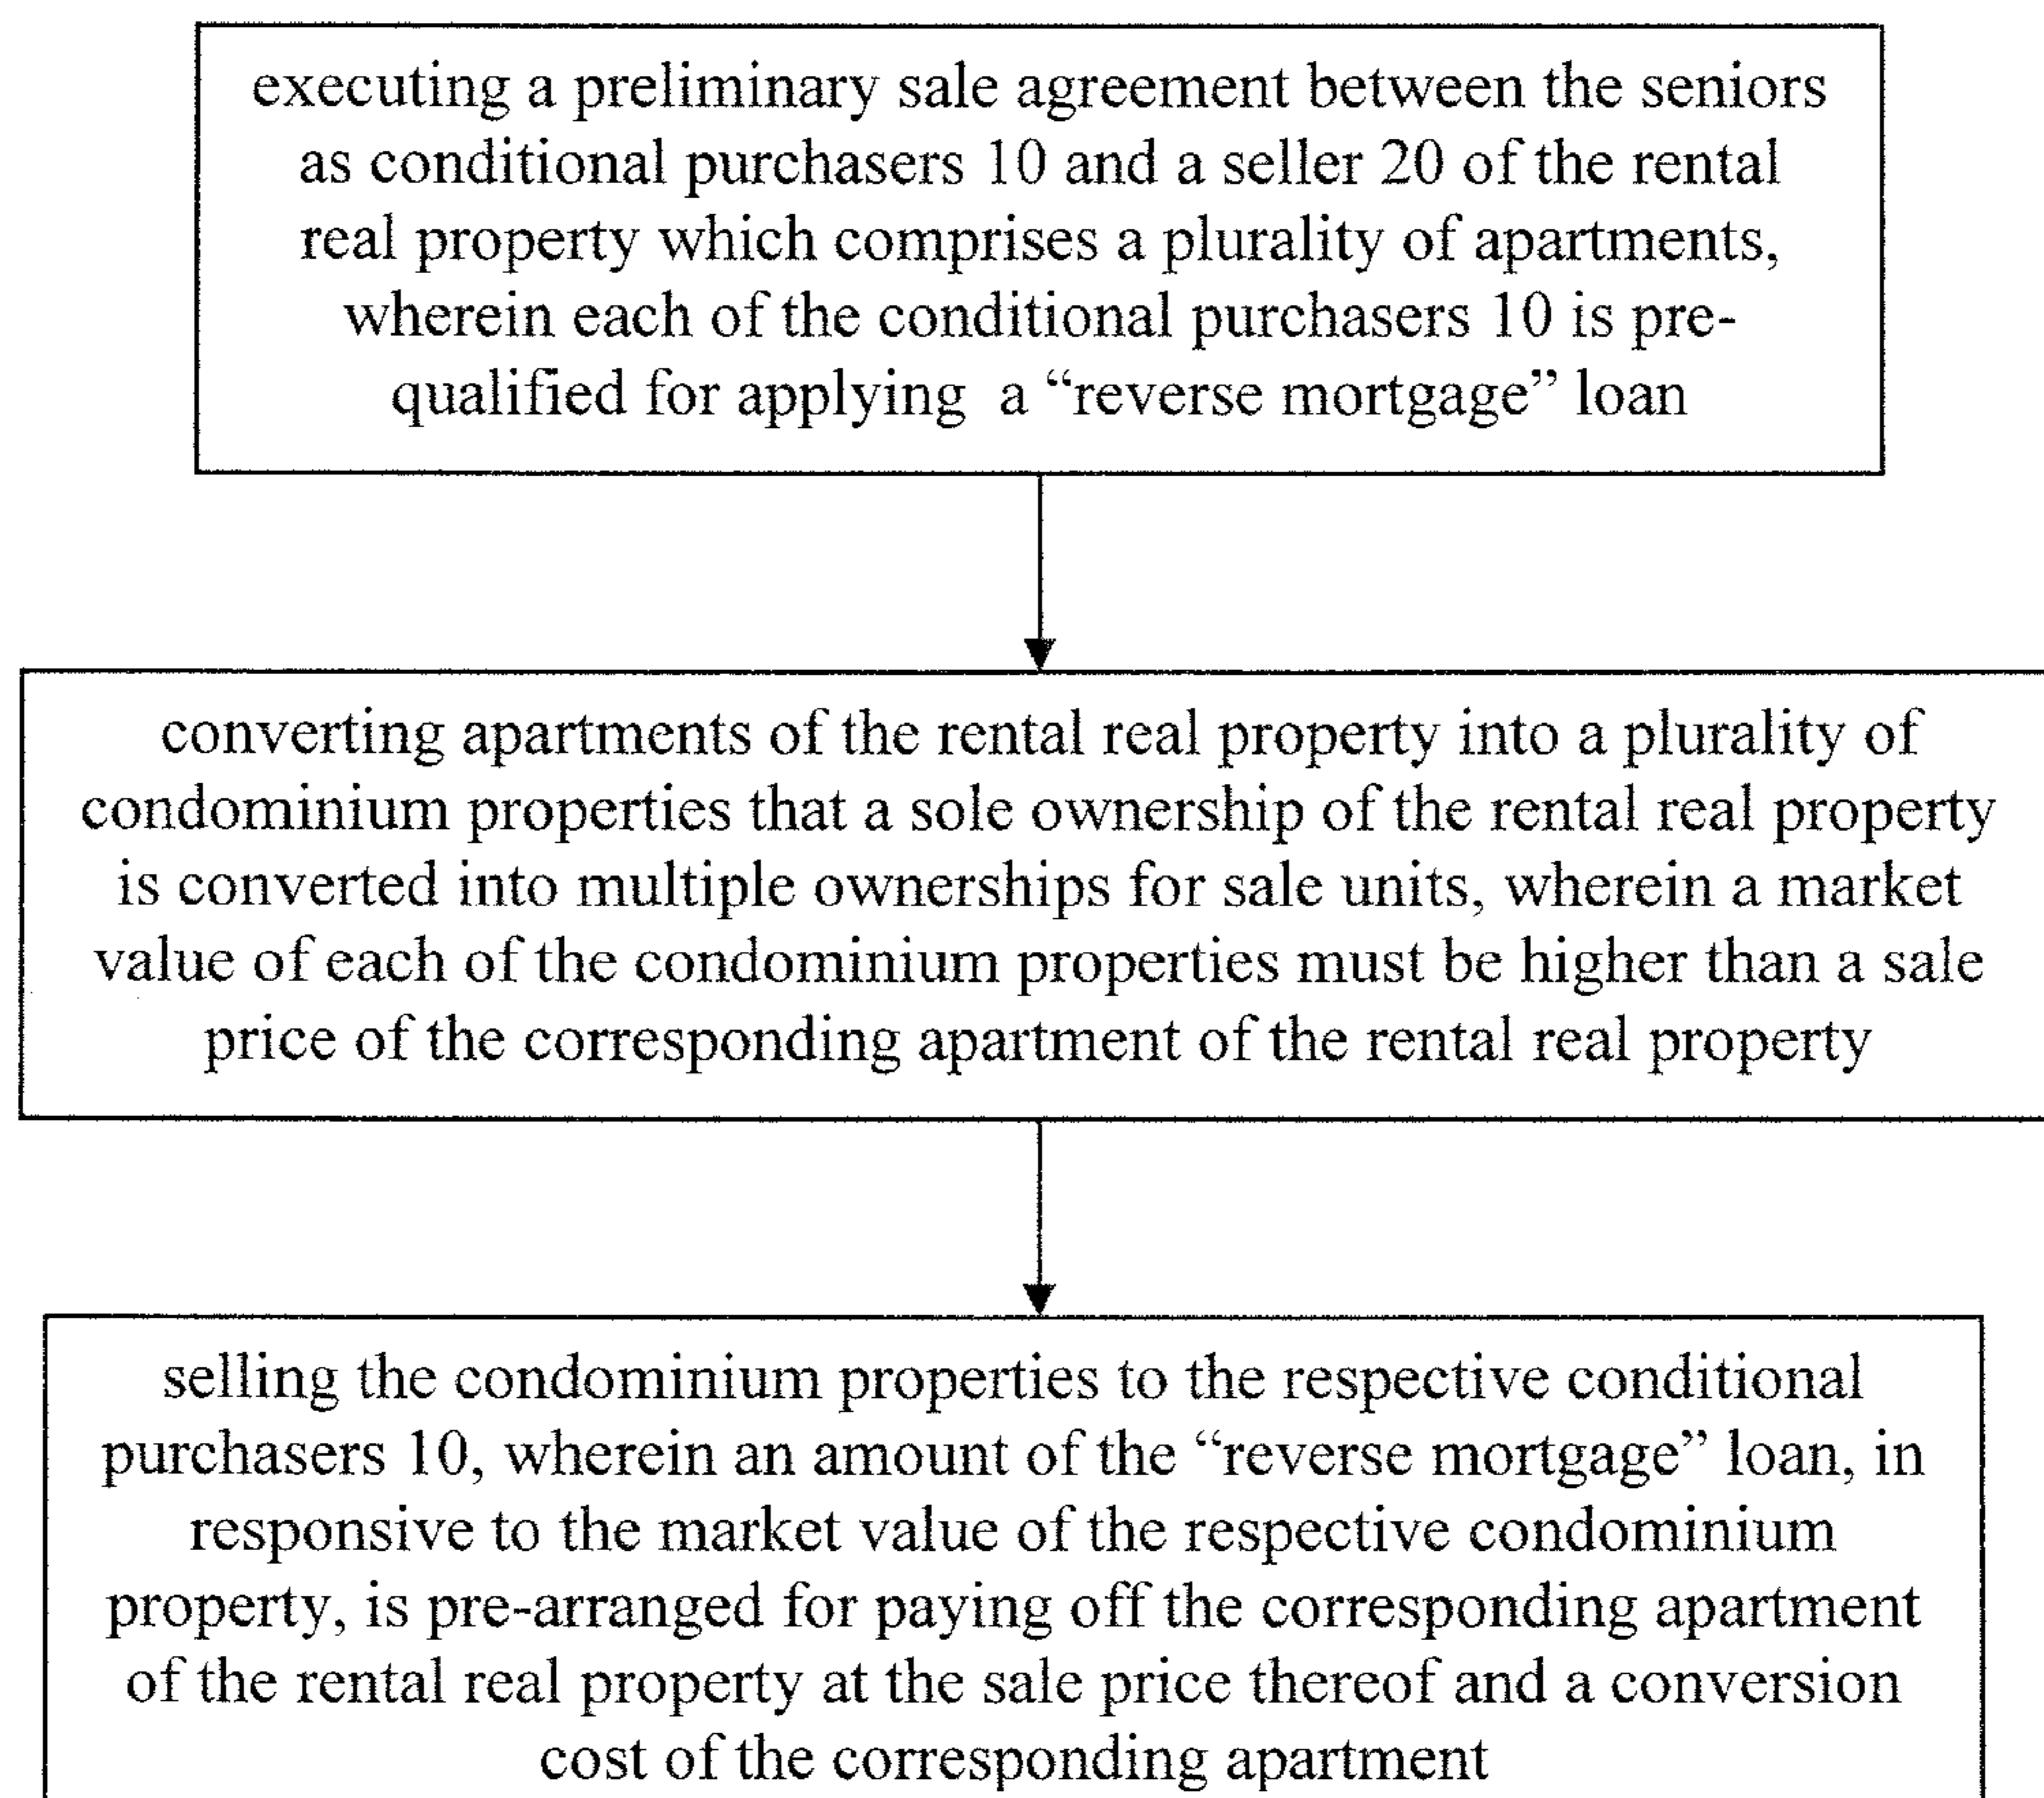 executing a preliminary sale agreement between the seniors
as conditional purchasers 10 and a seller 20 of the rental
real property which comprises a plurality of apartments,
wherein each of the conditional purchasers 10 is pre-
qualified for applying a “reverse mortgage” loan
converting apartments of the rental real property into a plurality of
condominium properties that a sole ownership of the rental real property
is converted into multiple ownerships for sale units, wherein a market
value of each of the condominium properties must be higher than a sale
price of the corresponding apartment of the rental real property
selling the condominium properties to the respective conditional
purchasers 10, wherein an amount of the “reverse mortgage” loan, in
responsive to the market value of the respective condominium
property, is pre-arranged for paying off the corresponding apartment
of the rental real property at the sale price thereof and a conversion
cost of the corresponding apartment